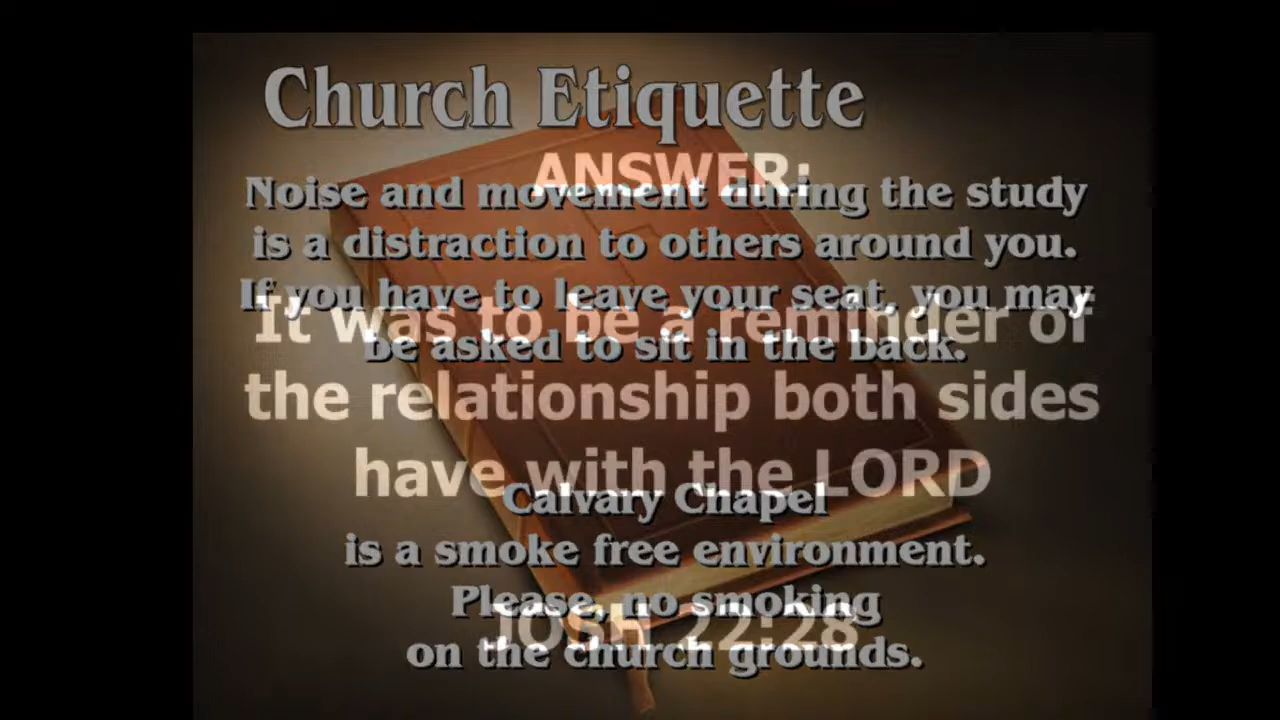 Church Etiquette
ANSWER:
Noise and movement during the study
is a distraction to others around you.
If you have to leave your seat, you may
be asked to sit in the back.
It was to be a reminder of
the relationship both sides
have with the LORD
Calvary Chapel
is a smoke free environment.
Please, no smoking
on the church grounds.
JOSH 22:28